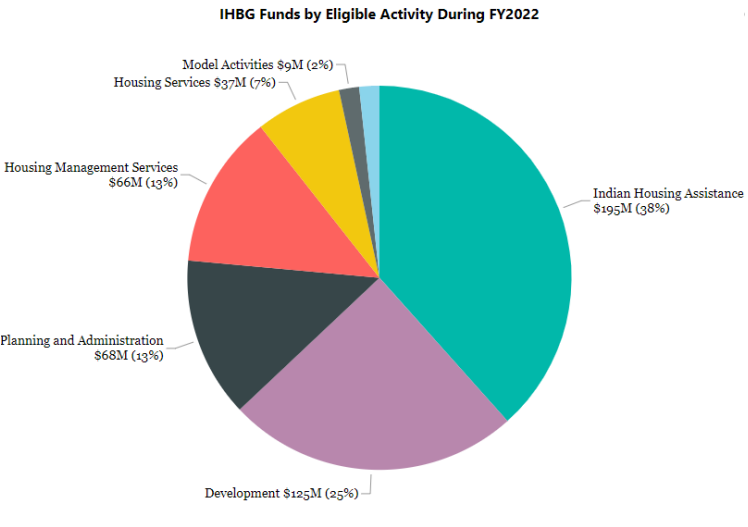 IHBG Funds by Eligible Activity During FY2022
Model Activities $9M (2%)
Housing Services $37M (7%)
Housing Management Services
$66M (13%)
Indian Housing Assistance
$195M (38%)
Planning and Administration
$68M (13%)
Development $125M (25%)